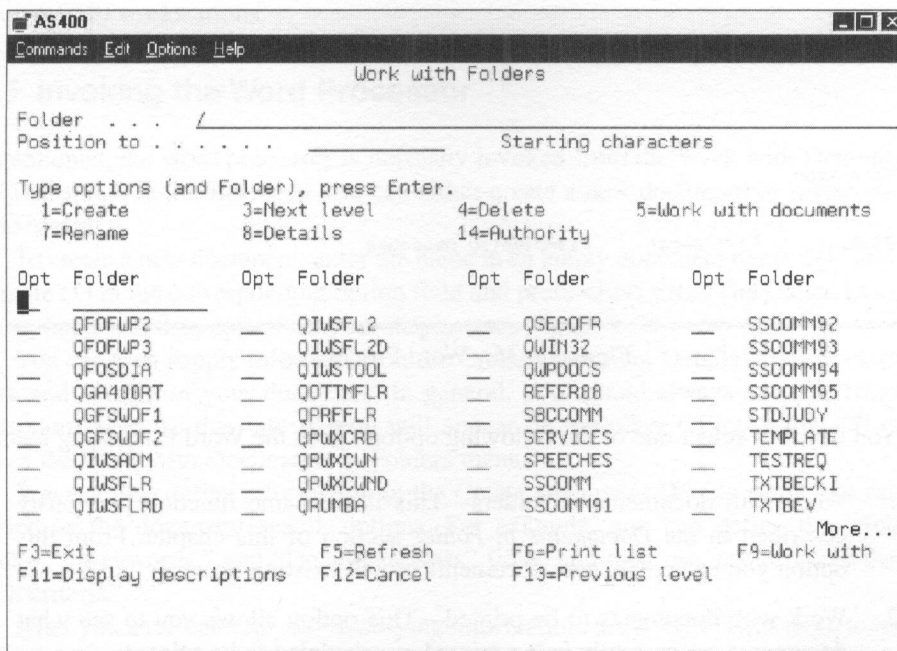 AS400
Commands Edit Options Help
Work with Folders
Folder . . . /
Position to . . . . . . . . Starting characters
Type options (and Folder), press Enter.
1=Create 3=Next level 4=Delete 5=Work with documents
7=Rename 8=Details 14=Authority
Opt Folder Opt Folder Opt Folder Opt Folder
QFOFWP2 QIWSFL2 QSECOFR SSCOMM92
QFOFWP3 QIWSFL2D QWIN32 SSCOMM93
QFOSDIA QIWSTOOL QWPDOCS SSCOMM94
QGA400RT QOTTMFLR REFER88 SSCOMM95
QGFSWOF1 QPRFFLR SBCCOMM STDJUDY
QGFSWOF2 QPWXCRB SERVICES TEMPLATE
QIWSADM QPWXCWN SPEECHES TESTREQ
QIWSFLR QPWXCWND SSCOMM TXTBECKI
QIWSFLRD QRUMBA SSCOMM91 TXTBEV
More...
F3=Exit F5=Refresh F6=Print list F9=Work with
F11=Display descriptions F12=Cancel F13=Previous level